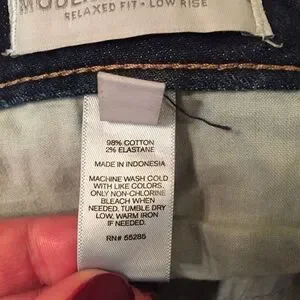 RELAXED FIT • LOW RISE
98% COTTON
2% ELASTANE
MADE IN INDONESIA
MACHINE WASH COLD
WITH LIKE COLORS.
ONLY NON-CHLORINE
BLEACH WHEN
NEEDED. TUMBLE DRY
LOW, WARM IRON
IF NEEDED.
RN# 55285